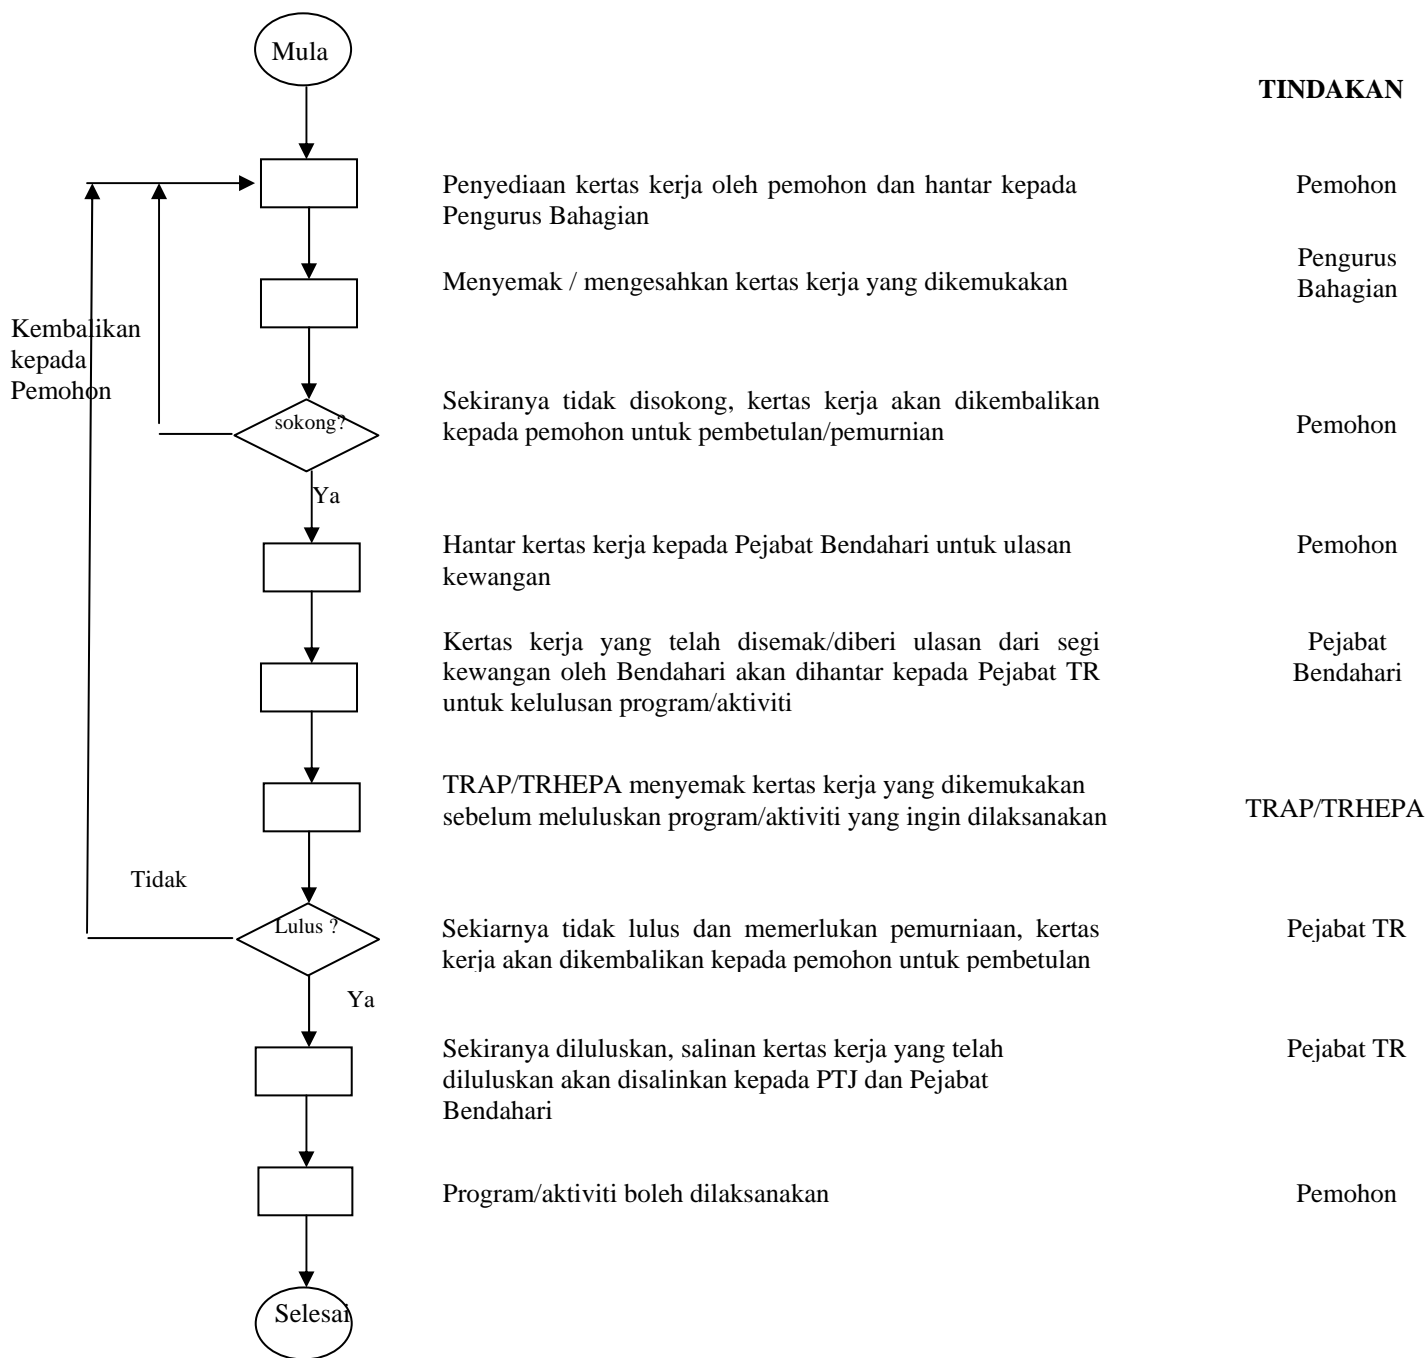 Mula
TINDAKAN
Penyediaan kertas kerja oleh pemohon dan hantar kepada
Pengurus Bahagian
Pemohon
Menyemak / mengesahkan kertas kerja yang dikemukakan
Pengurus
Bahagian
Kembalikan
kepada
Pemohon
sokong?
Sekiranya tidak disokong, kertas kerja akan dikembalikan
kepada pemohon untuk pembetulan/pemurnian
Pemohon
Ya
Hantar kertas kerja kepada Pejabat Bendahari untuk ulasan
kewangan
Pemohon
Kertas kerja yang telah disemak/diberi ulasan dari segi
kewangan oleh Bendahari akan dihantar kepada Pejabat TR
untuk kelulusan program/aktiviti
Pejabat
Bendahari
TRAP/TRHEPA menyemak kertas kerja yang dikemukakan
sebelum meluluskan program/aktiviti yang ingin dilaksanakan
TRAP/TRHEPA
Tidak
Lulus ?
Sekiarnya tidak lulus dan memerlukan pemurniaan, kertas
kerja akan dikembalikan kepada pemohon untuk pembetulan
Pejabat TR
Ya
Sekiranya diluluskan, salinan kertas kerja yang telah
diluluskan akan disalinkan kepada PTJ dan Pejabat
Bendahari
Pejabat TR
Program/aktiviti boleh dilaksanakan
Pemohon
Selesai